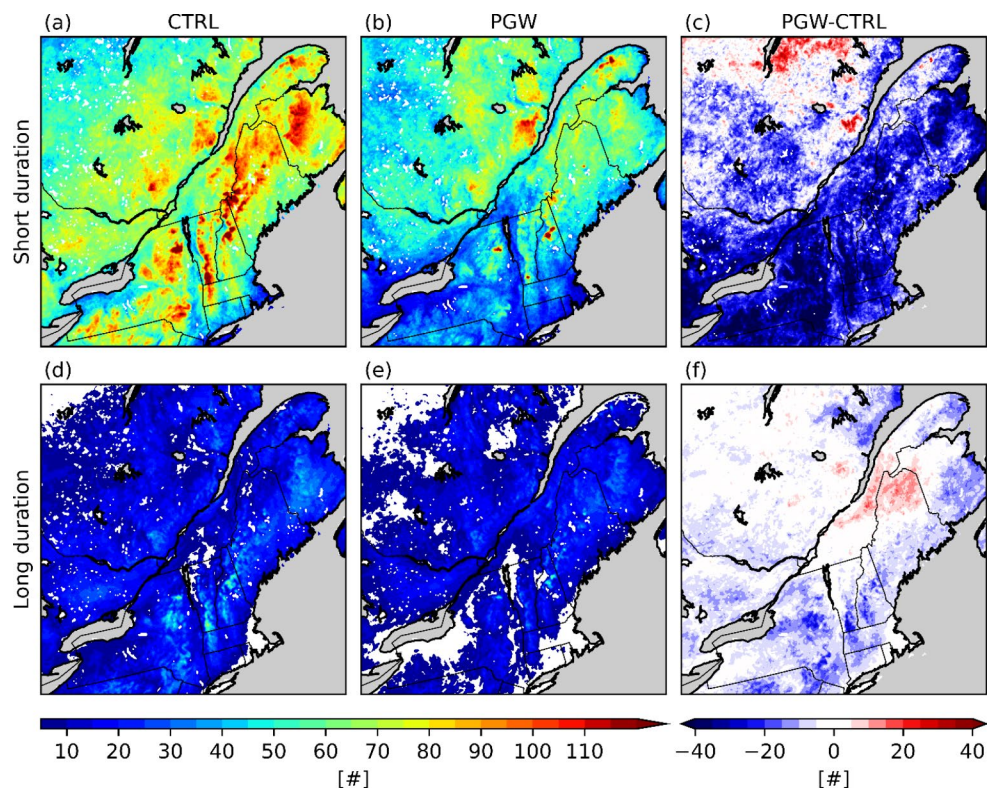 (a) CTRL (b) PGW (c) PGW-CTRL
Short duration
(d) (e) (f)
Long duration
10 20 30 40 50 60 70 80 90 100 110 −40 −20 0 20 40
[#] [#]